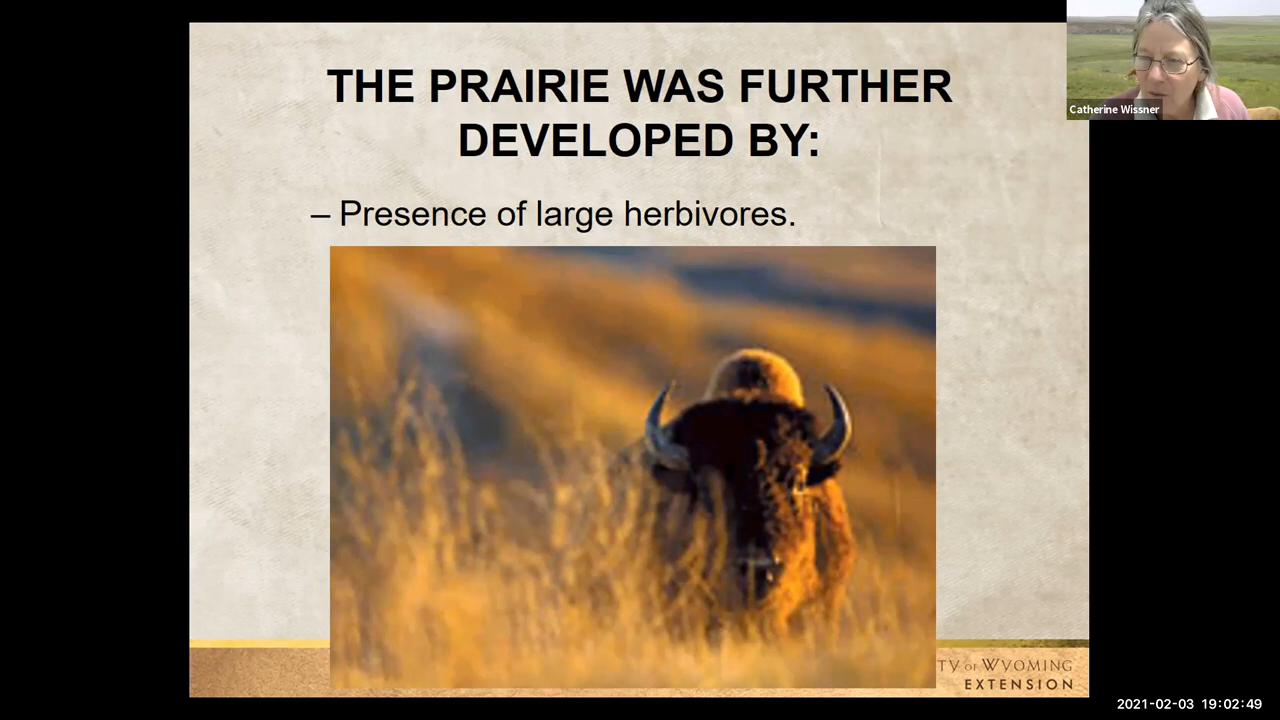 THE PRAIRIE WAS FURTHER
DEVELOPED BY:
– Presence of large herbivores.
Catherine Wissner
TY OF WYOMING
EXTENSION
2021-02-03 19:02:49